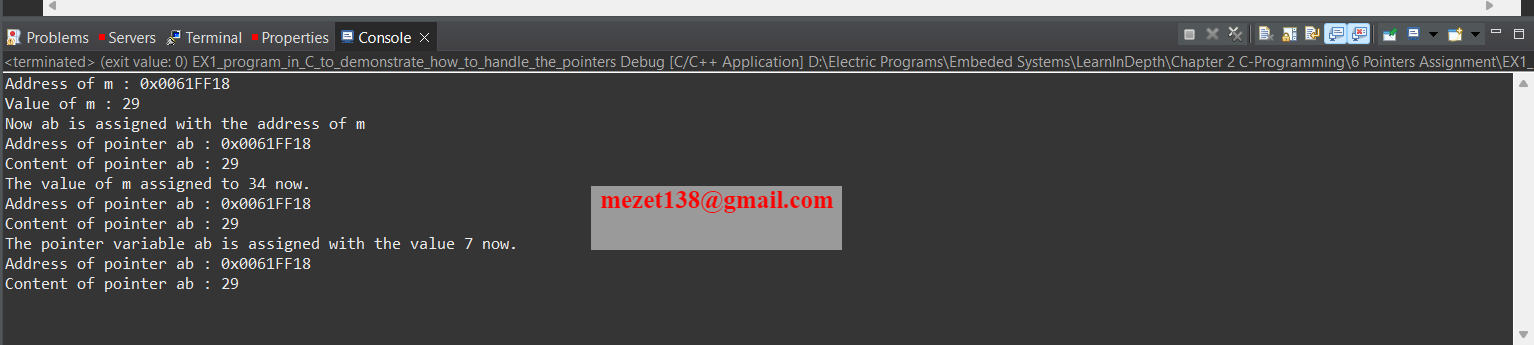 Problems Servers Terminal Properties Console
<terminated> (exit value: 0) EX1_program_in_C_to_demonstrate_how_to_handle_the_pointers Debug [C/C++ Application] D:\Electric Programs\Embeded Systems\LearnInDepth\Chapter 2 C-Programming\6 Pointers Assignment\EX1_
Address of m : 0x0061FF18
Value of m : 29
Now ab is assigned with the address of m
Address of pointer ab : 0x0061FF18
Content of pointer ab : 29
The value of m assigned to 34 now.
Address of pointer ab : 0x0061FF18
Content of pointer ab : 29
The pointer variable ab is assigned with the value 7 now.
Address of pointer ab : 0x0061FF18
Content of pointer ab : 29
mezet138@gmail.com